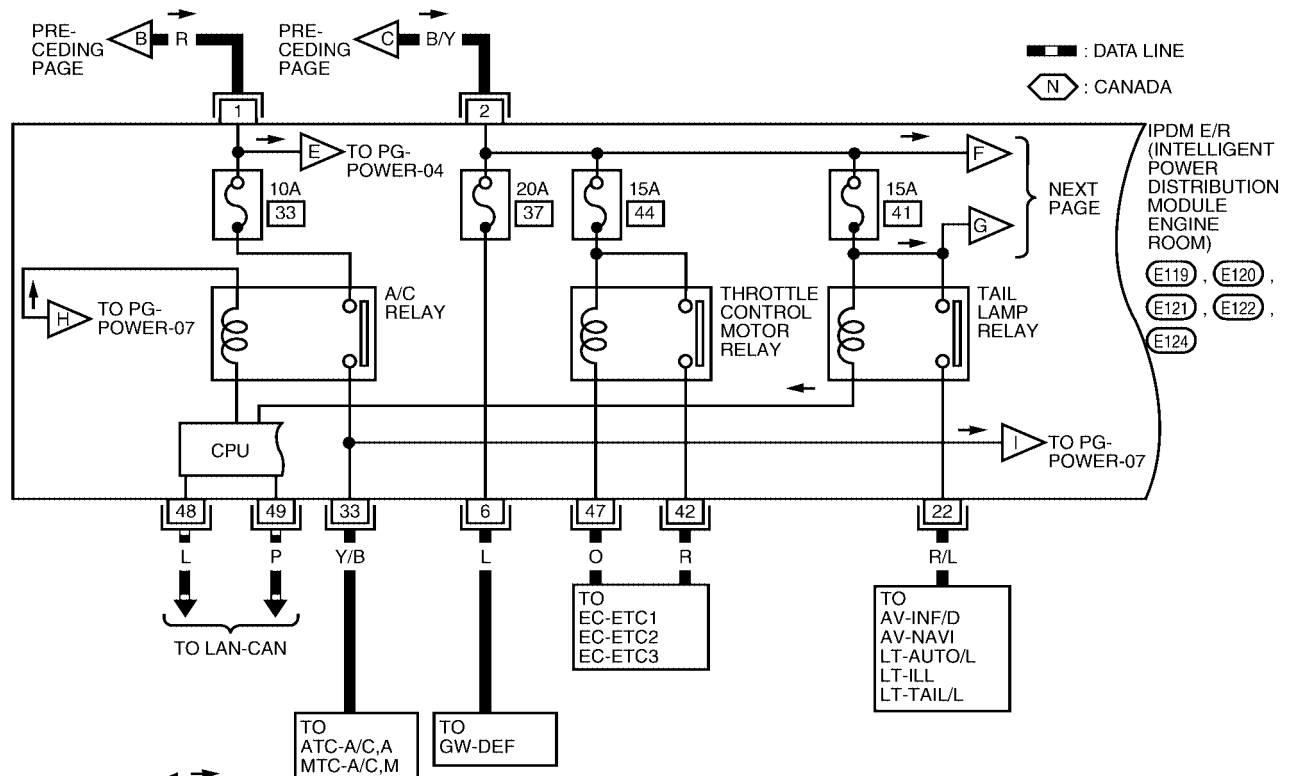 PRE-
CEDING
PAGE
B
R
PRE-
CEDING
PAGE
C
B/Y
: DATA LINE
N
: CANADA
1
2
E
TO PG-
POWER-04
10A
33
20A
37
15A
44
15A
41
F
G
NEXT
PAGE
IPDM E/R
(INTELLIGENT
POWER
DISTRIBUTION
MODULE
ENGINE
ROOM)
E119 , E120 ,
E121 , E122 ,
E124
H
TO PG-
POWER-07
A/C
RELAY
THROTTLE
CONTROL
MOTOR
RELAY
TAIL
LAMP
RELAY
CPU
I
TO PG-
POWER-07
48
49
33
6
47
42
22
L
P
Y/B
L
O
R
R/L
TO LAN-CAN
TO
ATC-A/C,A
MTC-A/C,M
TO
GW-DEF
TO
EC-ETC1
EC-ETC2
EC-ETC3
TO
AV-INF/D
AV-NAVI
LT-AUTO/L
LT-ILL
LT-TAIL/L